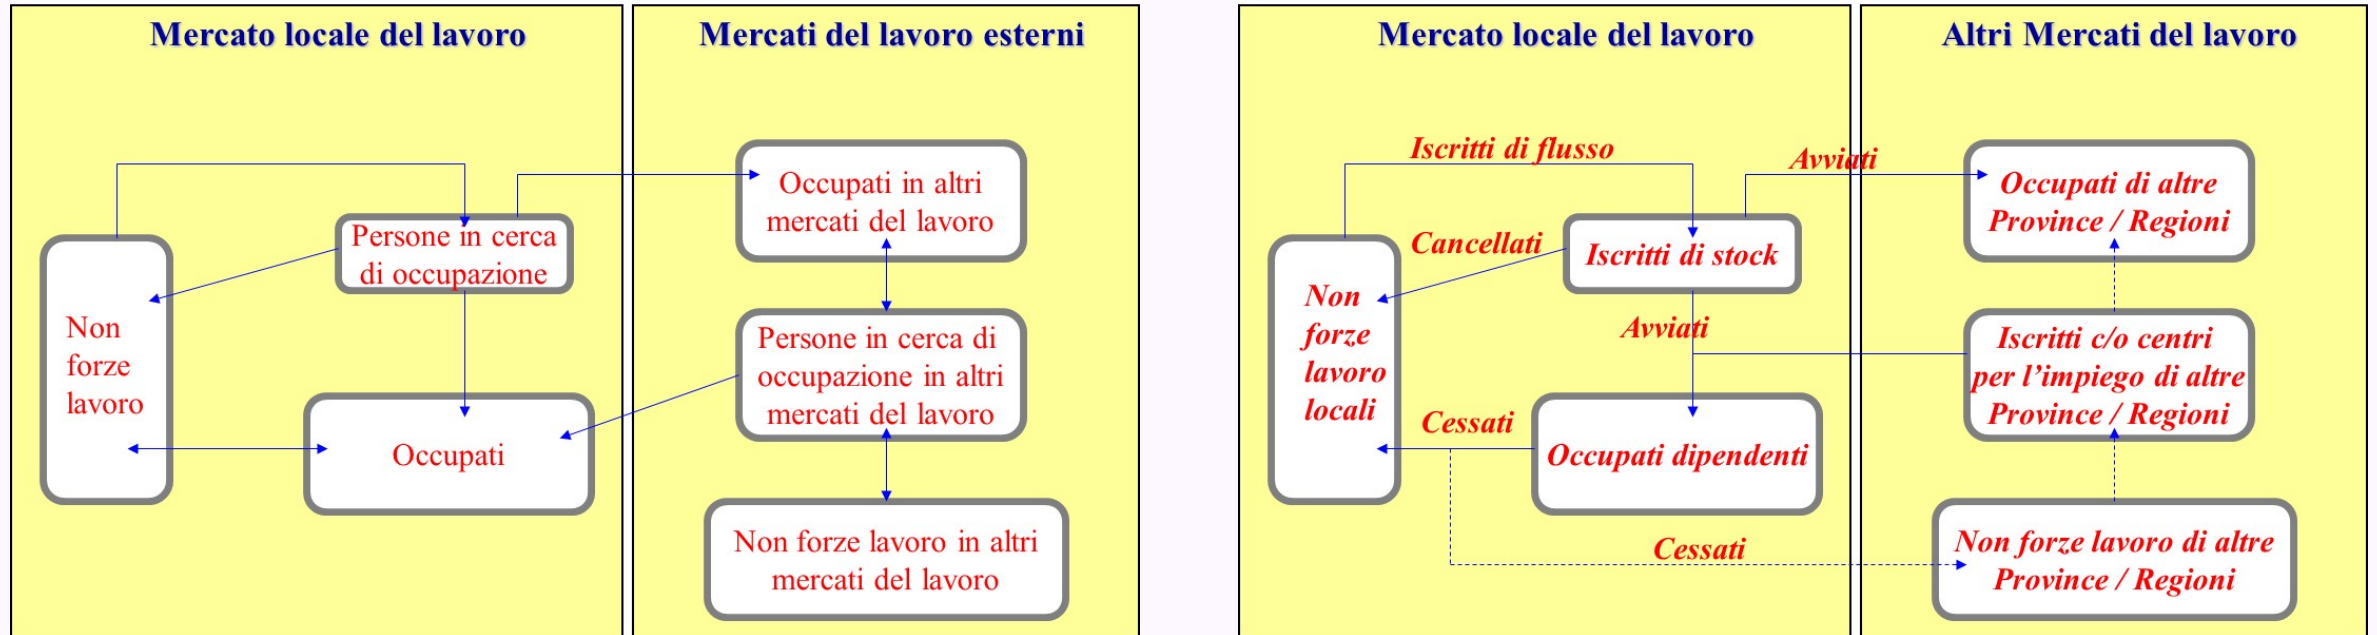 Mercato locale del lavoro
Persone in cerca
di occupazione
Non
forze
lavoro
Occupati
Mercati del lavoro esterni
Occupati in altri
mercati del lavoro
Persone in cerca di
occupazione in altri
mercati del lavoro
Non forze lavoro in altri
mercati del lavoro
Mercato locale del lavoro
Iscritti di flusso
Avviati
Cancellati
Iscritti di stock
Non
forze
lavoro
locali
Avviati
Cessati
Occupati dipendenti
Cessati
Altri Mercati del lavoro
Occupati di altre
Province / Regioni
Iscritti c/o centri
per l’impiego di altre
Province / Regioni
Non forze lavoro di altre
Province / Regioni